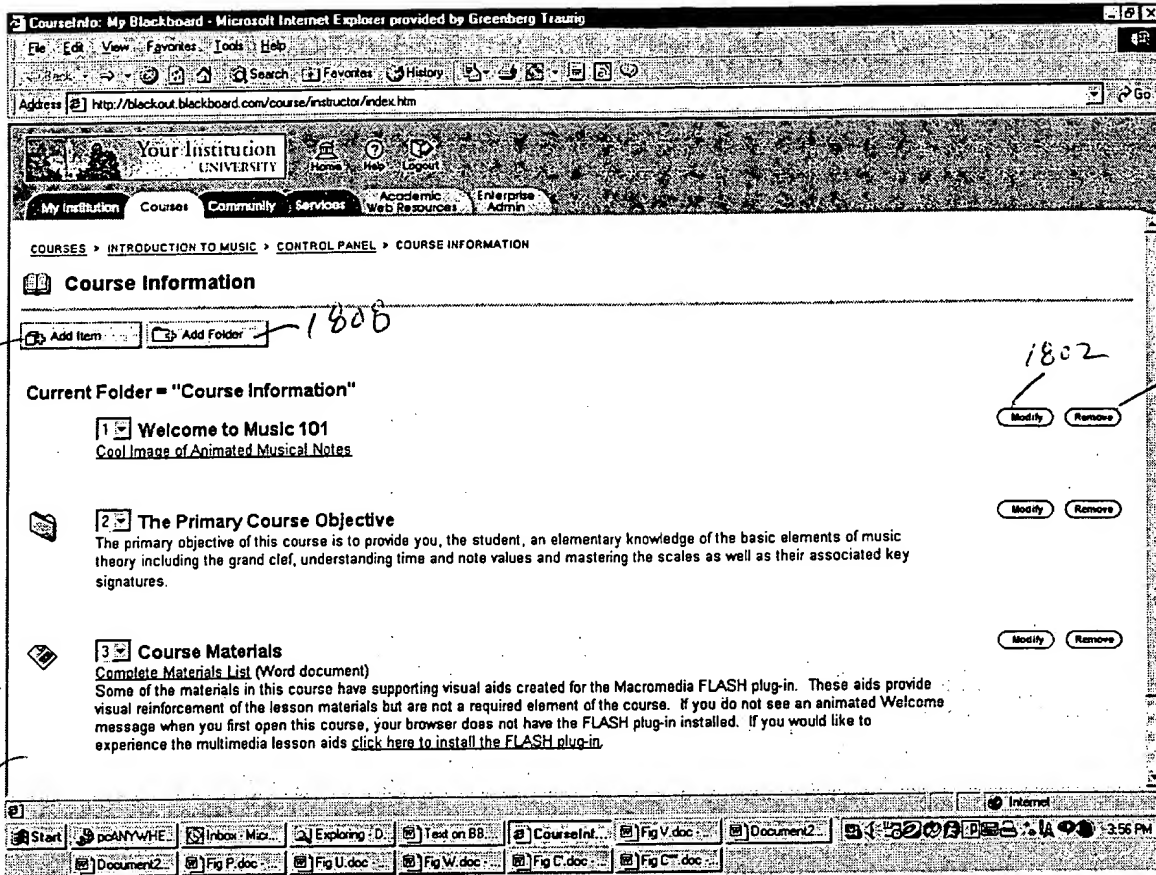 CourseInfo: My Blackboard - Microsoft Internet Explorer provided by Greenberg Traurig
File Edit View Favorites Tools Help
Back Search Favorites History
Address http://blackout.blackboard.com/course/instructor/index.htm Go
Your Institution
UNIVERSITY
Home Help Logout
My Institution Courses Community Services Academic Web Resources Enterprise Admin
COURSES > INTRODUCTION TO MUSIC > CONTROL PANEL > COURSE INFORMATION
Course Information
Add Item Add Folder 1808
1802
Current Folder = "Course Information"
Modify Remove
1 Welcome to Music 101
Cool Image of Animated Musical Notes
Modify Remove
2 The Primary Course Objective
The primary objective of this course is to provide you, the student, an elementary knowledge of the basic elements of music
theory including the grand clef, understanding time and note values and mastering the scales as well as their associated key
signatures.
Modify Remove
3 Course Materials
Complete Materials List (Word document)
Some of the materials in this course have supporting visual aids created for the Macromedia FLASH plug-in. These aids provide
visual reinforcement of the lesson materials but are not a required element of the course. If you do not see an animated Welcome
message when you first open this course, your browser does not have the FLASH plug-in installed. If you would like to
experience the multimedia lesson aids click here to install the FLASH plug-in.
Internet
Start pcANYWHE... Inbox - Micr... Exploring - D... Text on BB... CourseInf... Fig V.doc -... Document2... 3:56 PM
Document2... Fig P.doc -... Fig U.doc -... Fig W.doc -... Fig C'.doc -... Fig C'''.doc -...